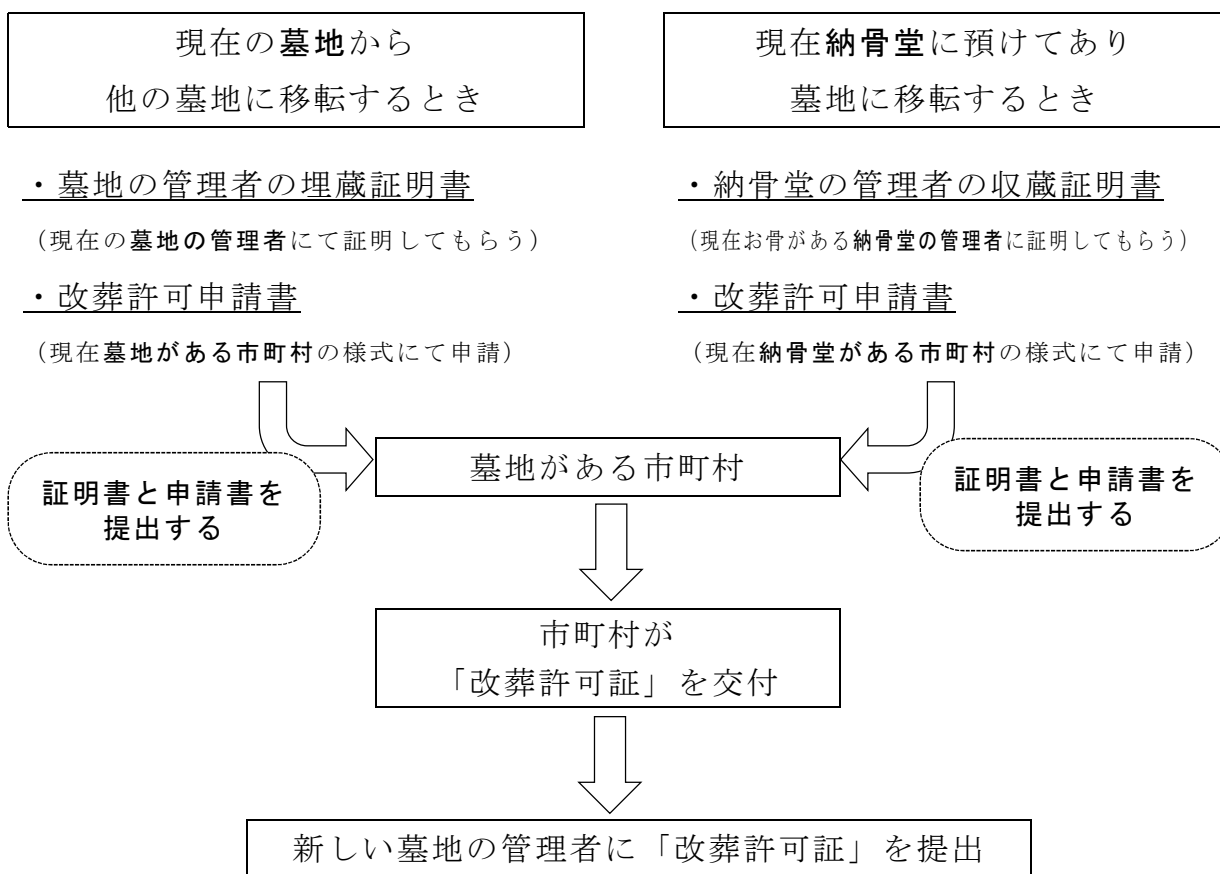 現在の墓地から
他の墓地に移転するとき
・墓地の管理者の埋蔵証明書
（現在の墓地の管理者にて証明してもらう）
・改葬許可申請書
（現在墓地がある市町村の様式にて申請）
現在納骨堂に預けてあり
墓地に移転するとき
・納骨堂の管理者の収蔵証明書
（現在お骨がある納骨堂の管理者に証明してもらう）
・改葬許可申請書
（現在納骨堂がある市町村の様式にて申請）
証明書と申請書を
提出する
墓地がある市町村
証明書と申請書を
提出する
市町村が
「改葬許可証」を交付
新しい墓地の管理者に「改葬許可証」を提出